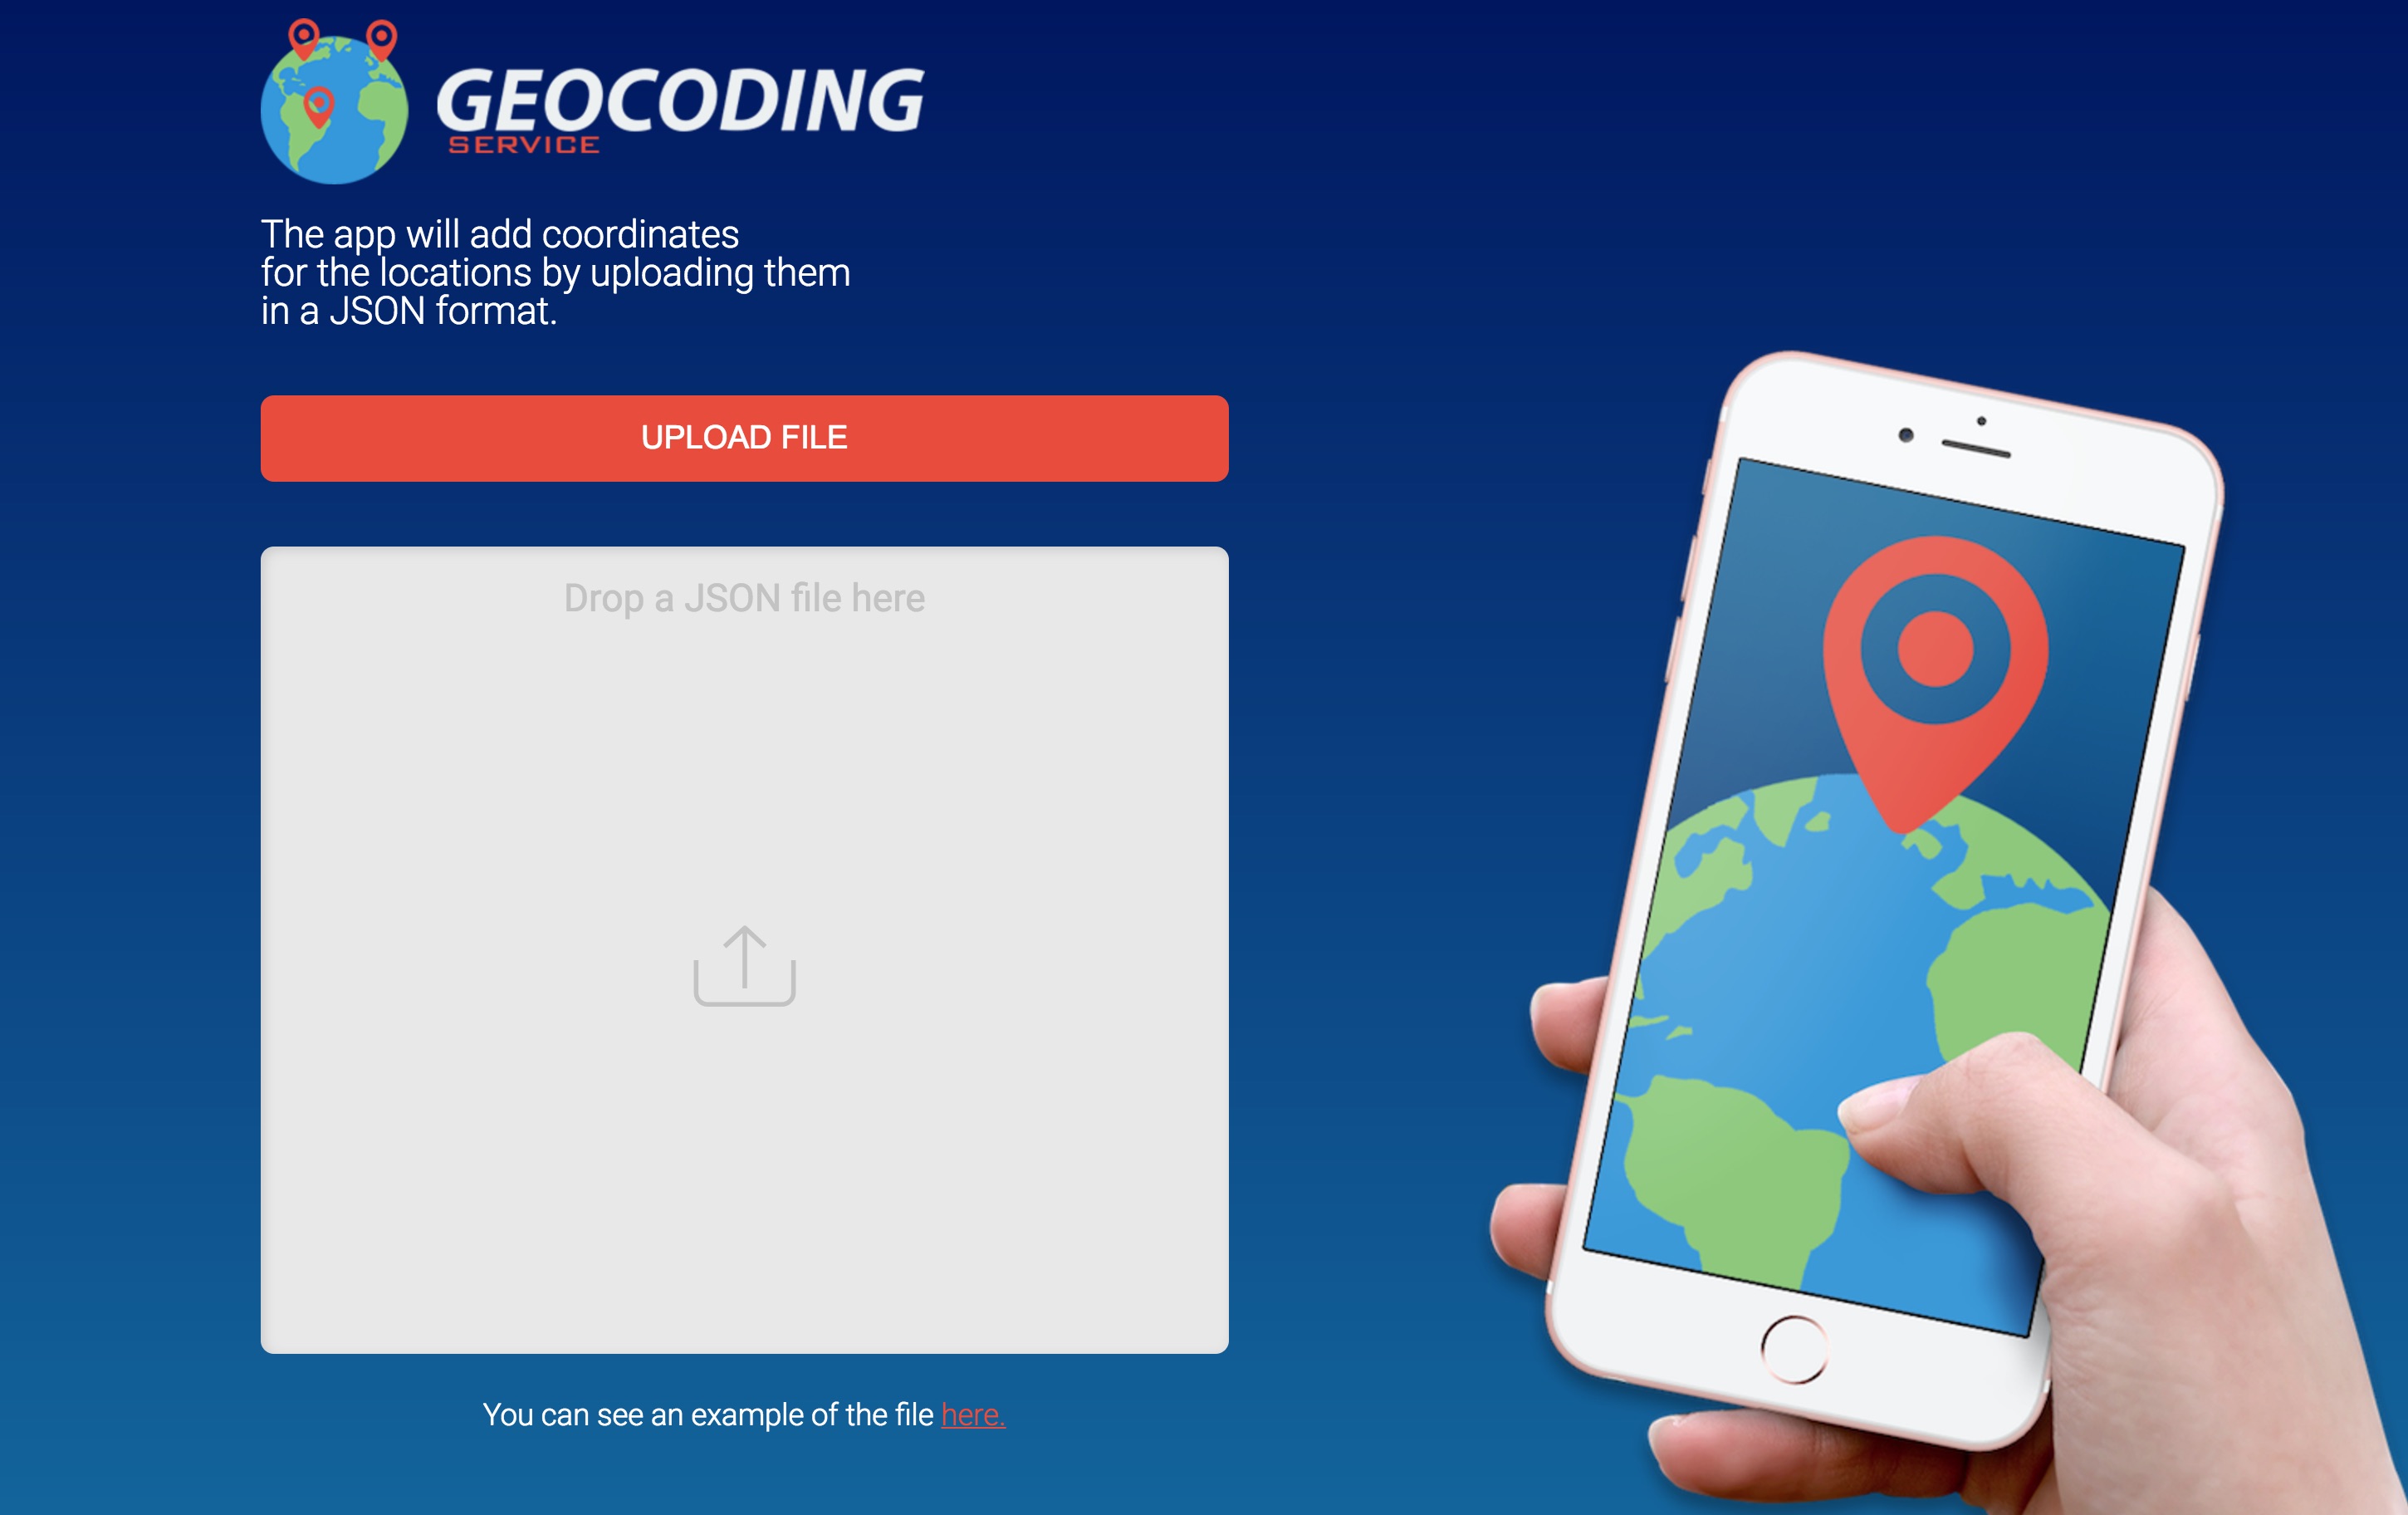 GEOCODING
SERVICE
The app will add coordinates
for the locations by uploading them
in a JSON format.
UPLOAD FILE
Drop a JSON file here
You can see an example of the file here.